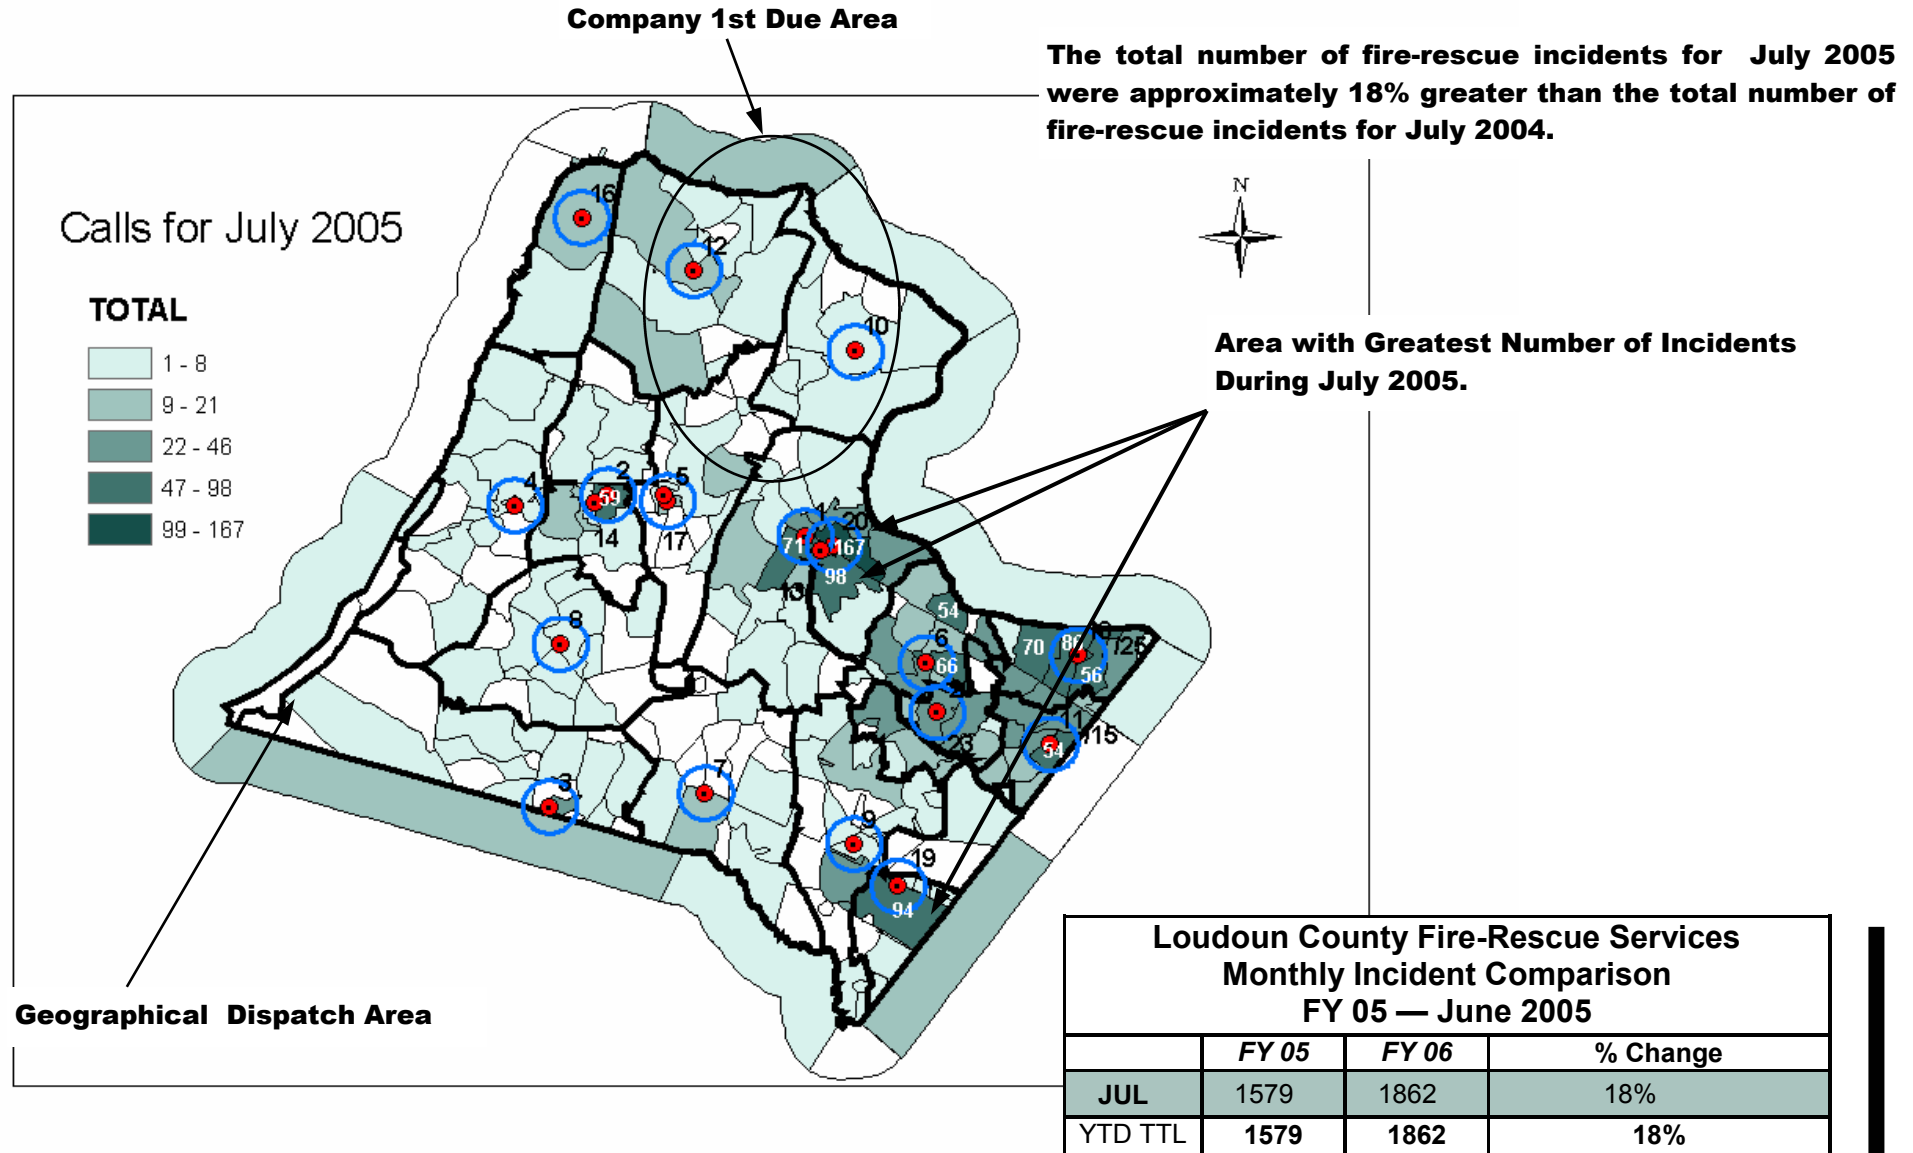 Company 1st Due Area
The total number of fire-rescue incidents for July 2005
were approximately 18% greater than the total number of
fire-rescue incidents for July 2004.
N
Calls for July 2005
TOTAL
1 - 8
9 - 21
22 - 46
47 - 98
99 - 167
16
12
10
Area with Greatest Number of Incidents
During July 2005.
4
2
59
5
14
17
1
20
71
167
98
13
54
8
6
66
70
86
18
/25
56
23
11
/15
54
3
7
9
19
94
Geographical Dispatch Area
Loudoun County Fire-Rescue Services
Monthly Incident Comparison
FY 05 — June 2005
FY 05 FY 06 % Change
JUL 1579 1862 18%
YTD TTL 1579 1862 18%